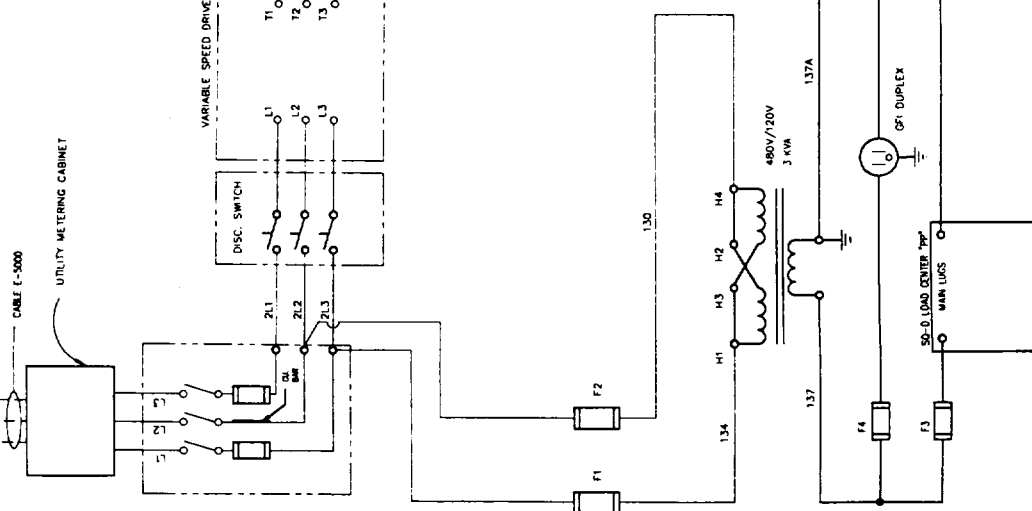 CABLE E-5000
UTILITY METERING CABINET
VARIABLE SPEED DRIVE
T1
T2
T3
L1
L2
L3
DISC. SWITCH
2L1
2L2
2L3
L3
L2
L1
CU.
BAR
F2
F1
130
134
H1
H3
H2
H4
480V/120V
3 KVA
137A
137
GFI DUPLEX
SQ-D LOAD CENTER "PP"
MAIN LUGS
F4
F3